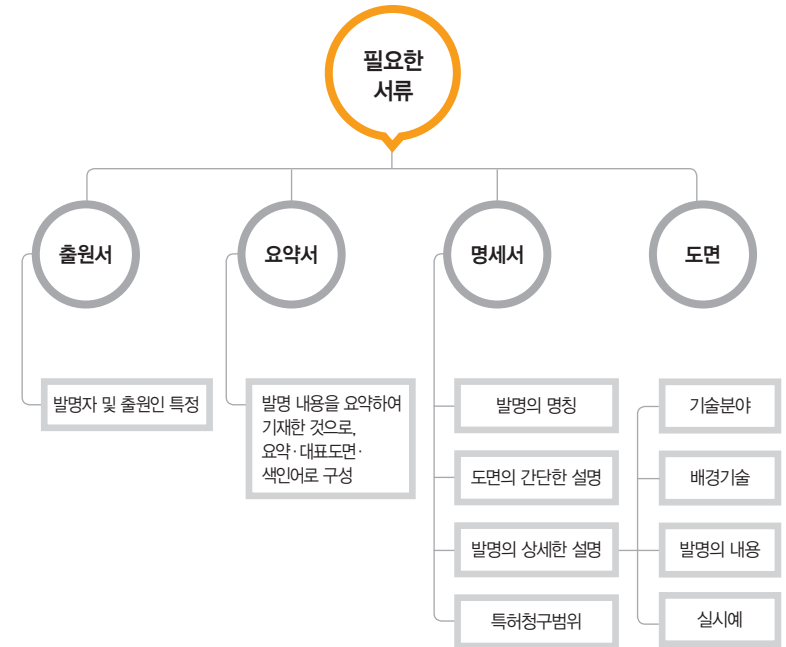 필요한
서류
출원서
요약서
명세서
도면
발명자 및 출원인 특정
발명 내용을 요약하여
기재한 것으로,
요약·대표도면·
색인어로 구성
발명의 명칭
도면의 간단한 설명
발명의 상세한 설명
특허청구범위
기술분야
배경기술
발명의 내용
실시예